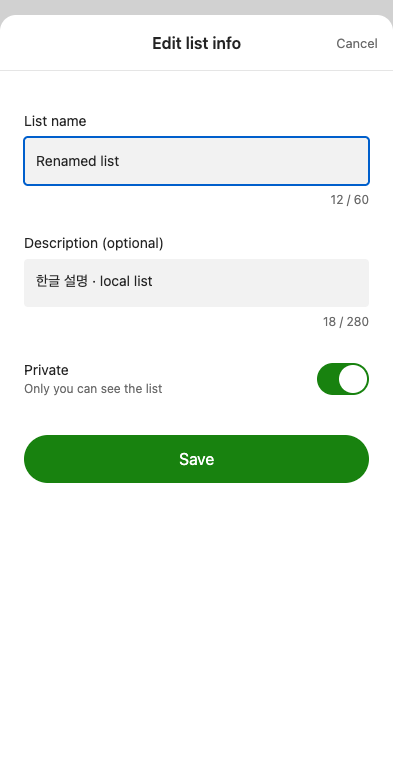 Edit list info
Cancel
List name
Renamed list
12 / 60
Description (optional)
한글 설명 · local list
18 / 280
Private
Only you can see the list
Save